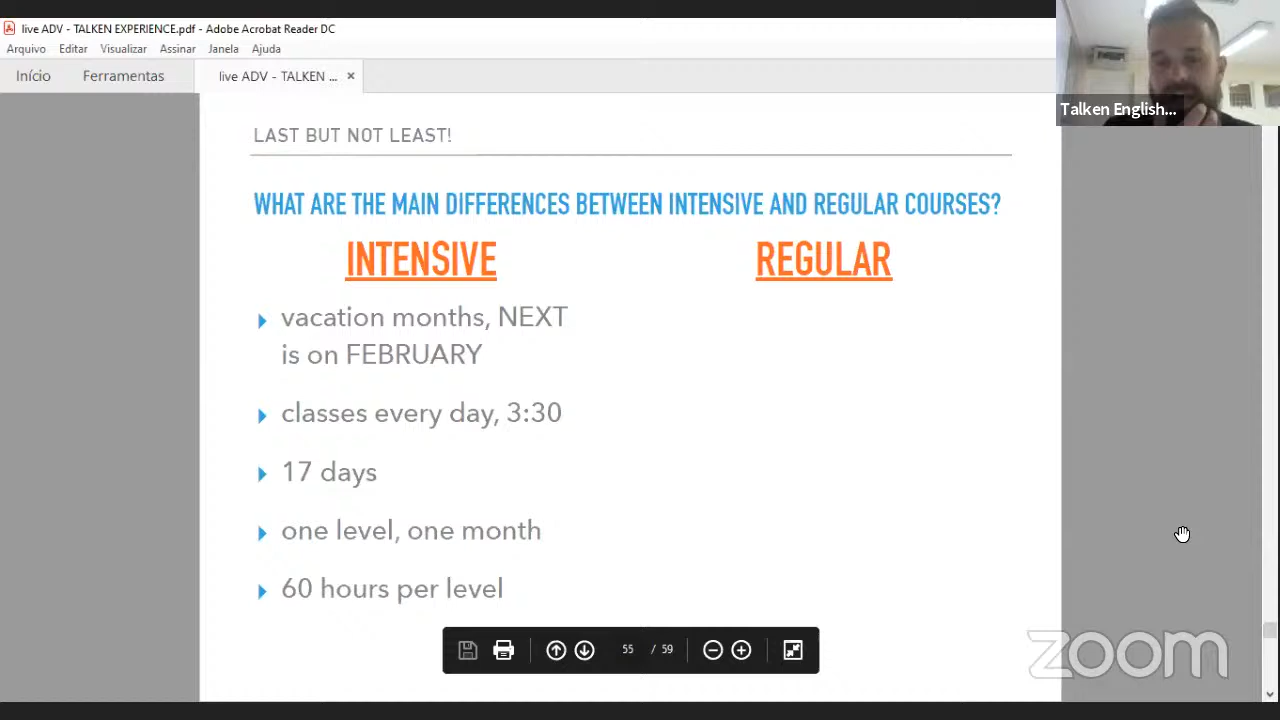 live ADV - TALKEN EXPERIENCE.pdf - Adobe Acrobat Reader DC
Arquivo Editar Visualizar Assinar Janela Ajuda
Início Ferramentas live ADV - TALKEN ... ×
Talken English...
LAST BUT NOT LEAST!
WHAT ARE THE MAIN DIFFERENCES BETWEEN INTENSIVE AND REGULAR COURSES?
INTENSIVE REGULAR
vacation months, NEXT
is on FEBRUARY
classes every day, 3:30
17 days
one level, one month
60 hours per level
55 / 59
zoom